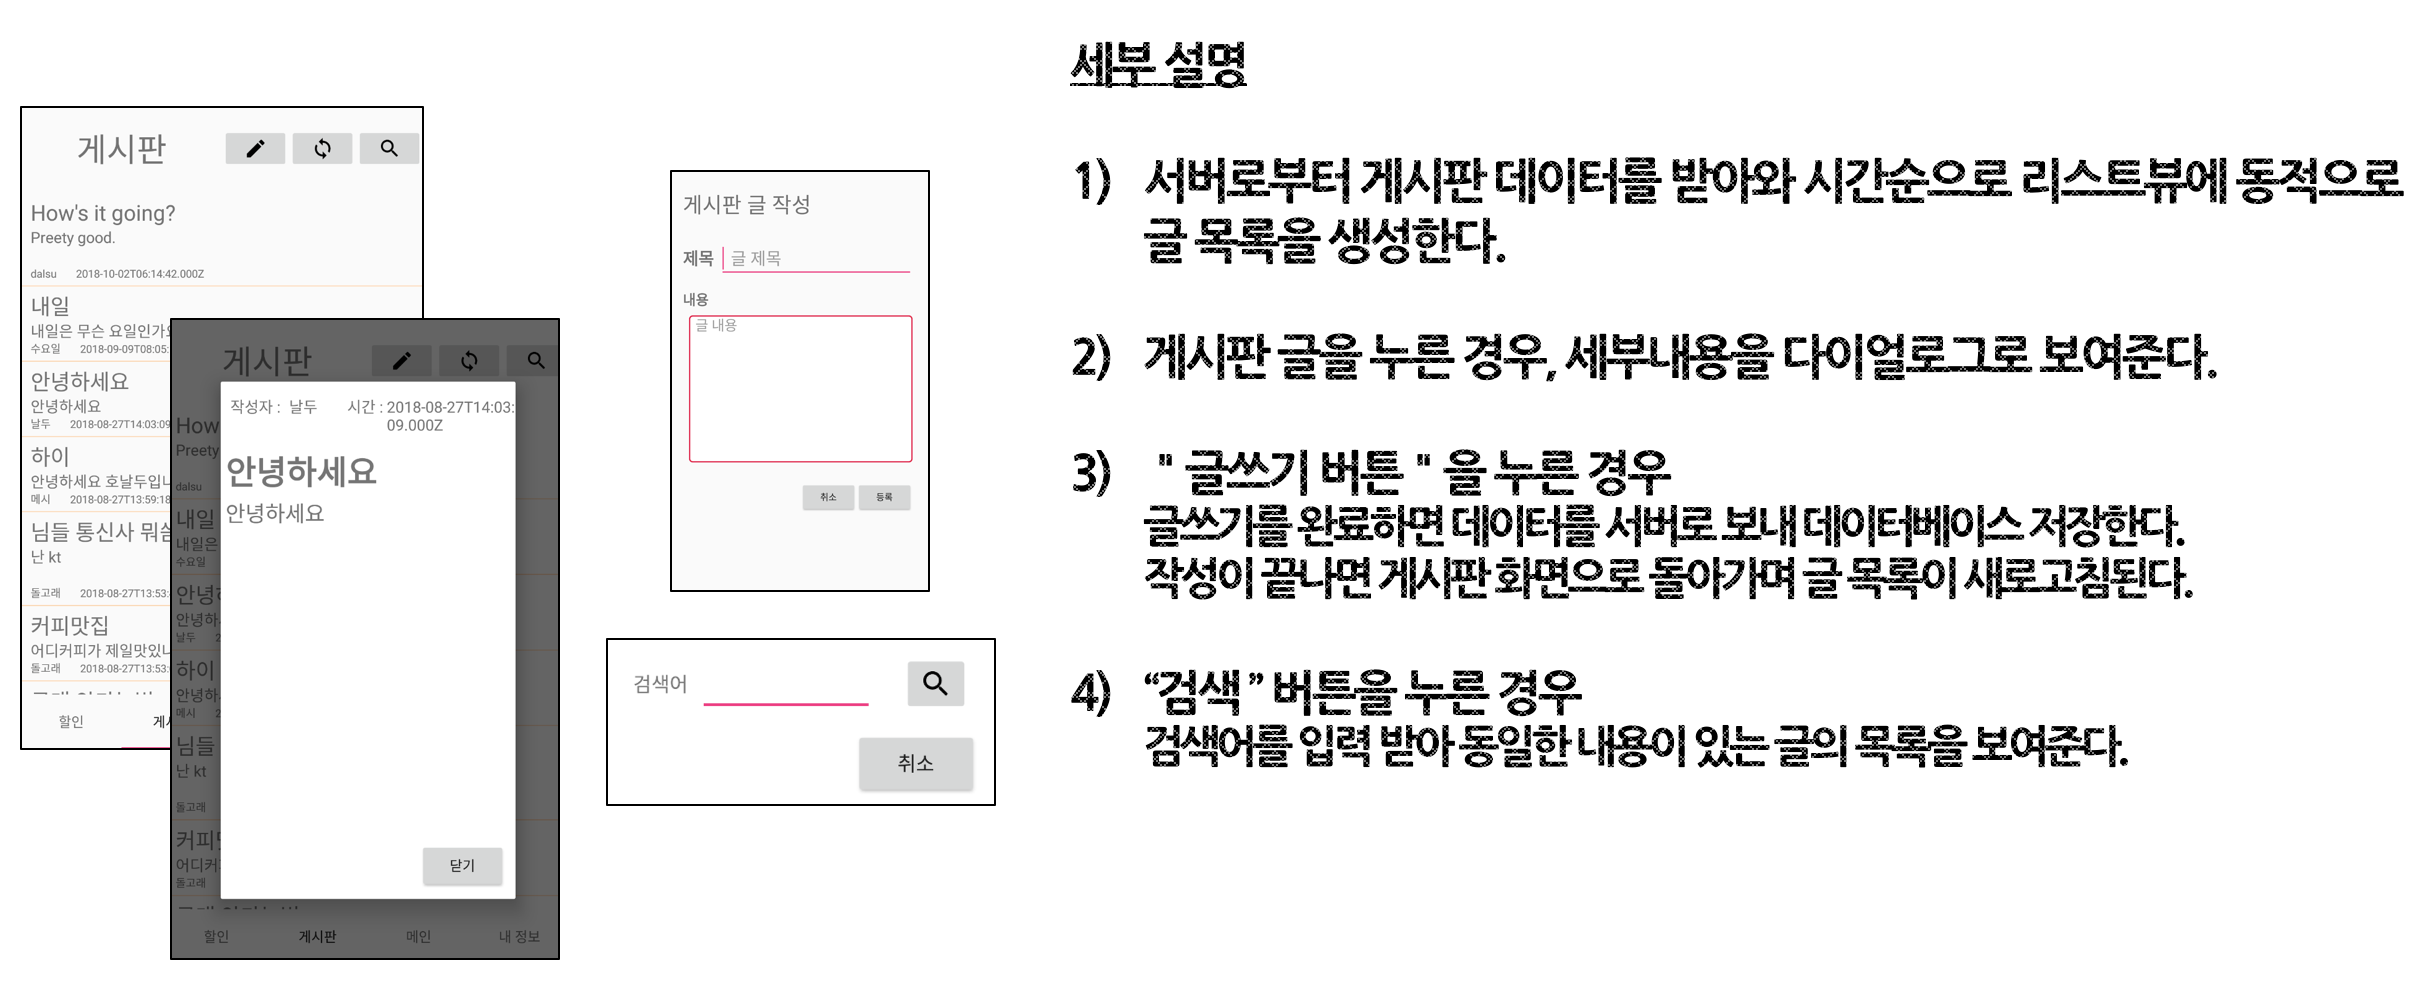 게시판
How's it going?
Preety good.
dalsu 2018-10-02T06:14:42.000Z
내일
내일은 무슨 요일인가요
수요일 2018-09-09T08:05:
안녕하세요
안녕하세요
날두 2018-08-27T14:03:09
하이
안녕하세요 호날두입니
메시 2018-08-27T13:59:18
님들 통신사 뭐씀
난 kt
돌고래 2018-08-27T13:53:
커피맛집
어디커피가 제일맛있니
돌고래 2018-08-27T13:53:
할인 게시
게시판
How
Preety
dalsu
내일
내일은
수요일
안녕하
안녕하
날두 2
하이
안녕하
메시 2
님들
난 kt
돌고래
커피맛
어디커피
돌고래
작성자 : 날두 시간 : 2018-08-27T14:03:
09.000Z
안녕하세요
안녕하세요
닫기
할인 게시판 메인 내 정보
게시판 글 작성
제목 글 제목
내용
글 내용
취소 등록
검색어
취소
세부 설명
1) 서버로부터 게시판 데이터를 받아와 시간순으로 리스트뷰에 동적으로
글 목록을 생성한다.
2) 게시판 글을 누른 경우, 세부내용을 다이얼로그로 보여준다.
3) " 글쓰기 버튼 " 을 누른 경우
글쓰기를 완료하면 데이터를 서버로 보내 데이터베이스 저장한다.
작성이 끝나면 게시판 화면으로 돌아가며 글 목록이 새로고침된다.
4) “검색 ” 버튼을 누른 경우
검색어를 입력 받아 동일한 내용이 있는 글의 목록을 보여준다.